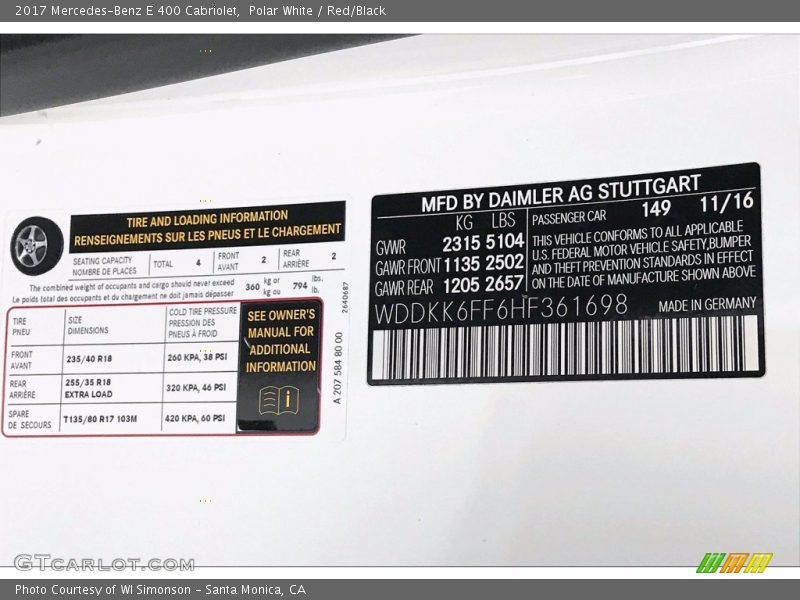 2017 Mercedes-Benz E 400 Cabriolet,  Polar White / Red/Black
TIRE AND LOADING INFORMATION
RENSEIGNEMENTS SUR LES PNEUS ET LE CHARGEMENT
SEATING CAPACITY
NOMBRE DE PLACES
TOTAL 4
FRONT
AVANT
2
REAR
ARRIÈRE
2
The combined weight of occupants and cargo should never exceed
Le poids total des occupants et du chargement ne doit jamais dépasser
360
kg or
kg ou
794
lbs.
lb.
TIRE
PNEU
SIZE
DIMENSIONS
COLD TIRE PRESSURE
PRESSION DES
PNEUS À FROID
FRONT
AVANT
235/40 R18
260 KPA, 38 PSI
REAR
ARRIÈRE
255/35 R18
EXTRA LOAD
320 KPA, 46 PSI
SPARE
DE SECOURS
T135/80 R17 103M
420 KPA, 60 PSI
SEE OWNER'S
MANUAL FOR
ADDITIONAL
INFORMATION
i
A 207 584 80 00
2640687
MFD BY DAIMLER AG STUTTGART
KG LBS
GVWR 2315 5104
GAWR FRONT 1135 2502
GAWR REAR 1205 2657
PASSENGER CAR 149 11/16
THIS VEHICLE CONFORMS TO ALL APPLICABLE
U.S. FEDERAL MOTOR VEHICLE SAFETY,BUMPER
AND THEFT PREVENTION STANDARDS IN EFFECT
ON THE DATE OF MANUFACTURE SHOWN ABOVE
WDDKK6FF6HF361698
MADE IN GERMANY
GTCarLot.com
Photo Courtesy of WI Simonson - Santa Monica, CA